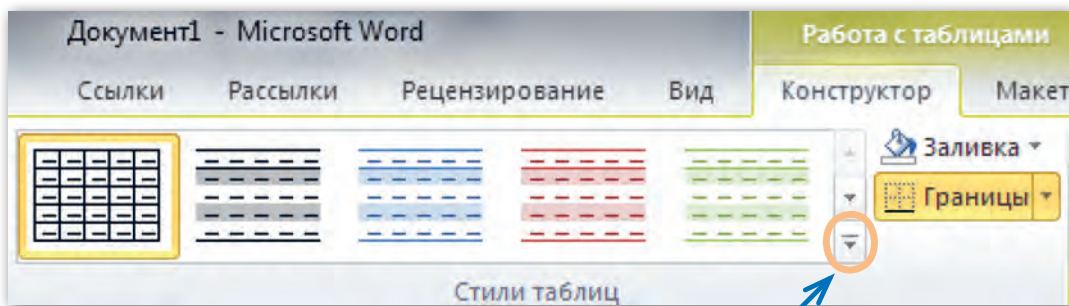 Документ1 - Microsoft Word
Работа с таблицами
Ссылки Рассылки Рецензирование Вид Конструктор Макет
Заливка
Границы
Стили таблиц